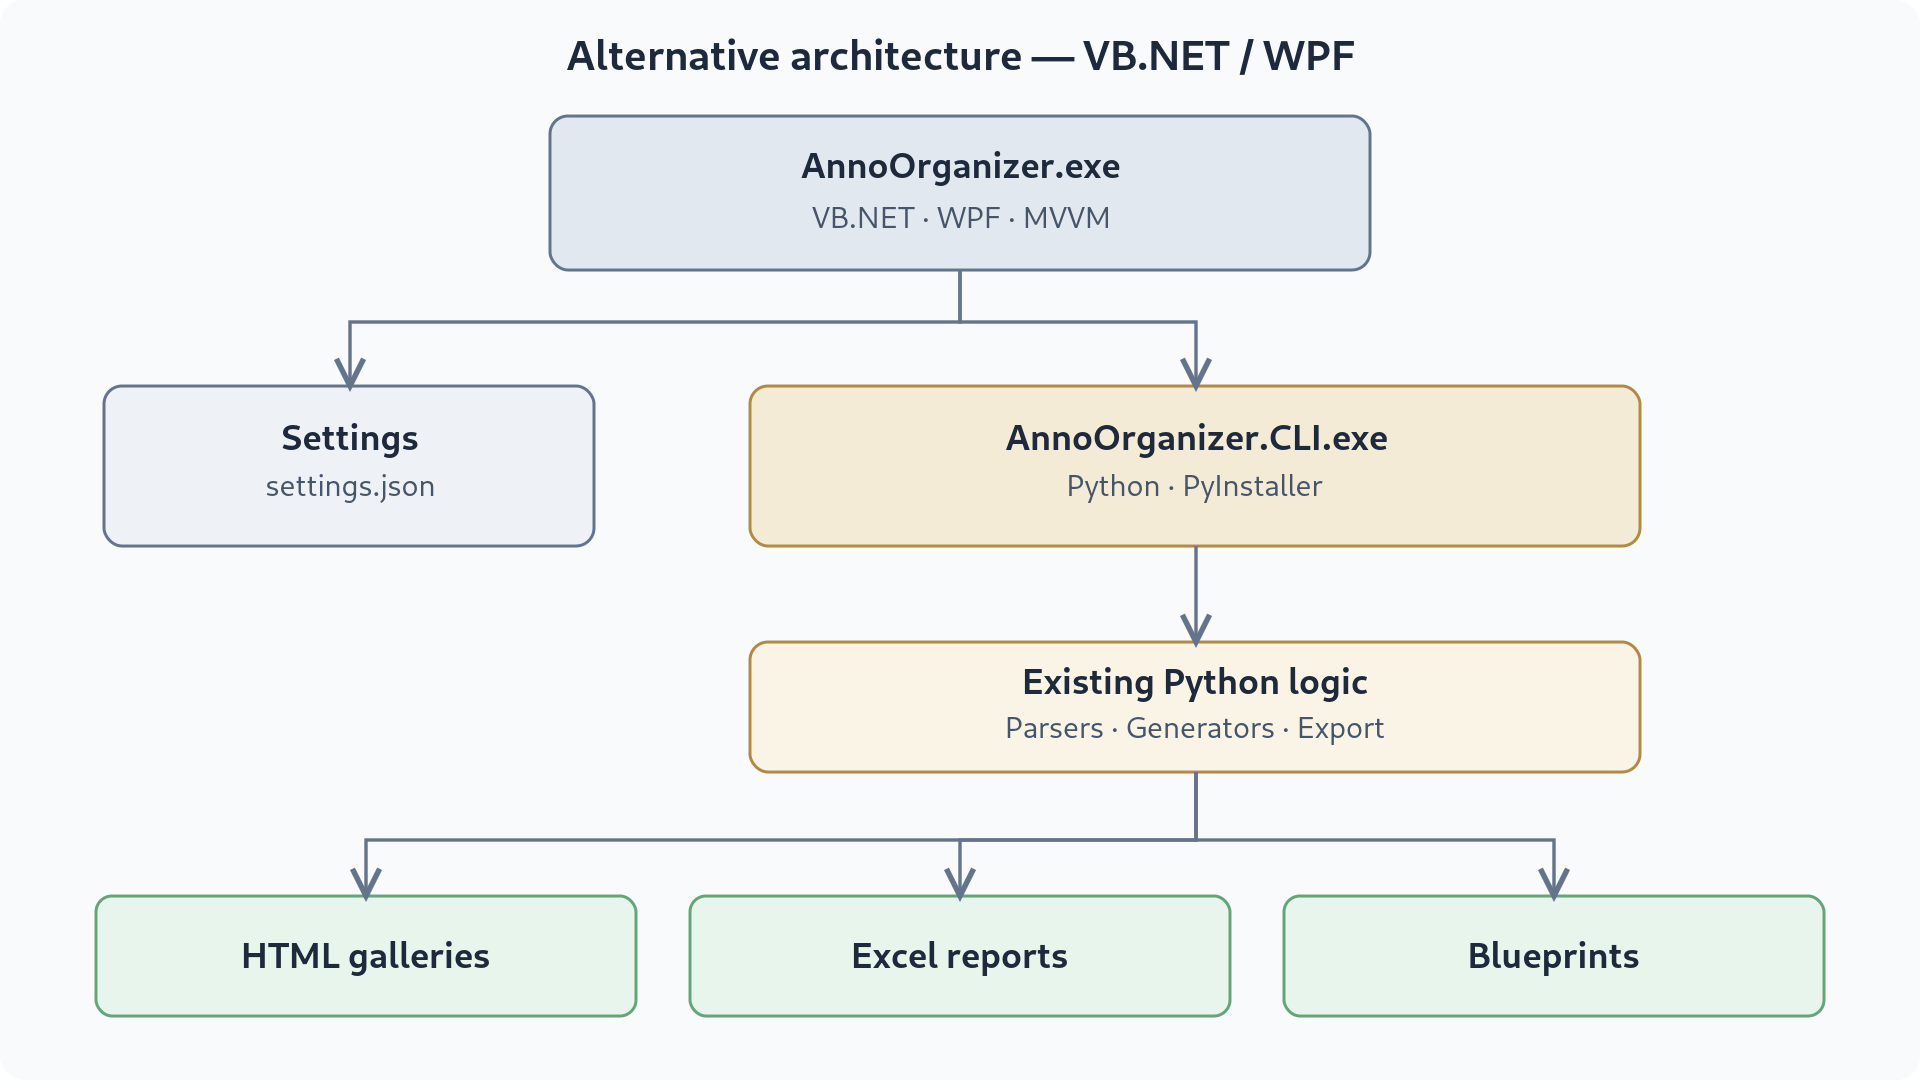 Alternative architecture — VB.NET / WPF
AnnoOrganizer.exe
VB.NET · WPF · MVVM
Settings
settings.json
AnnoOrganizer.CLI.exe
Python · PyInstaller
Existing Python logic
Parsers · Generators · Export
HTML galleries
Excel reports
Blueprints